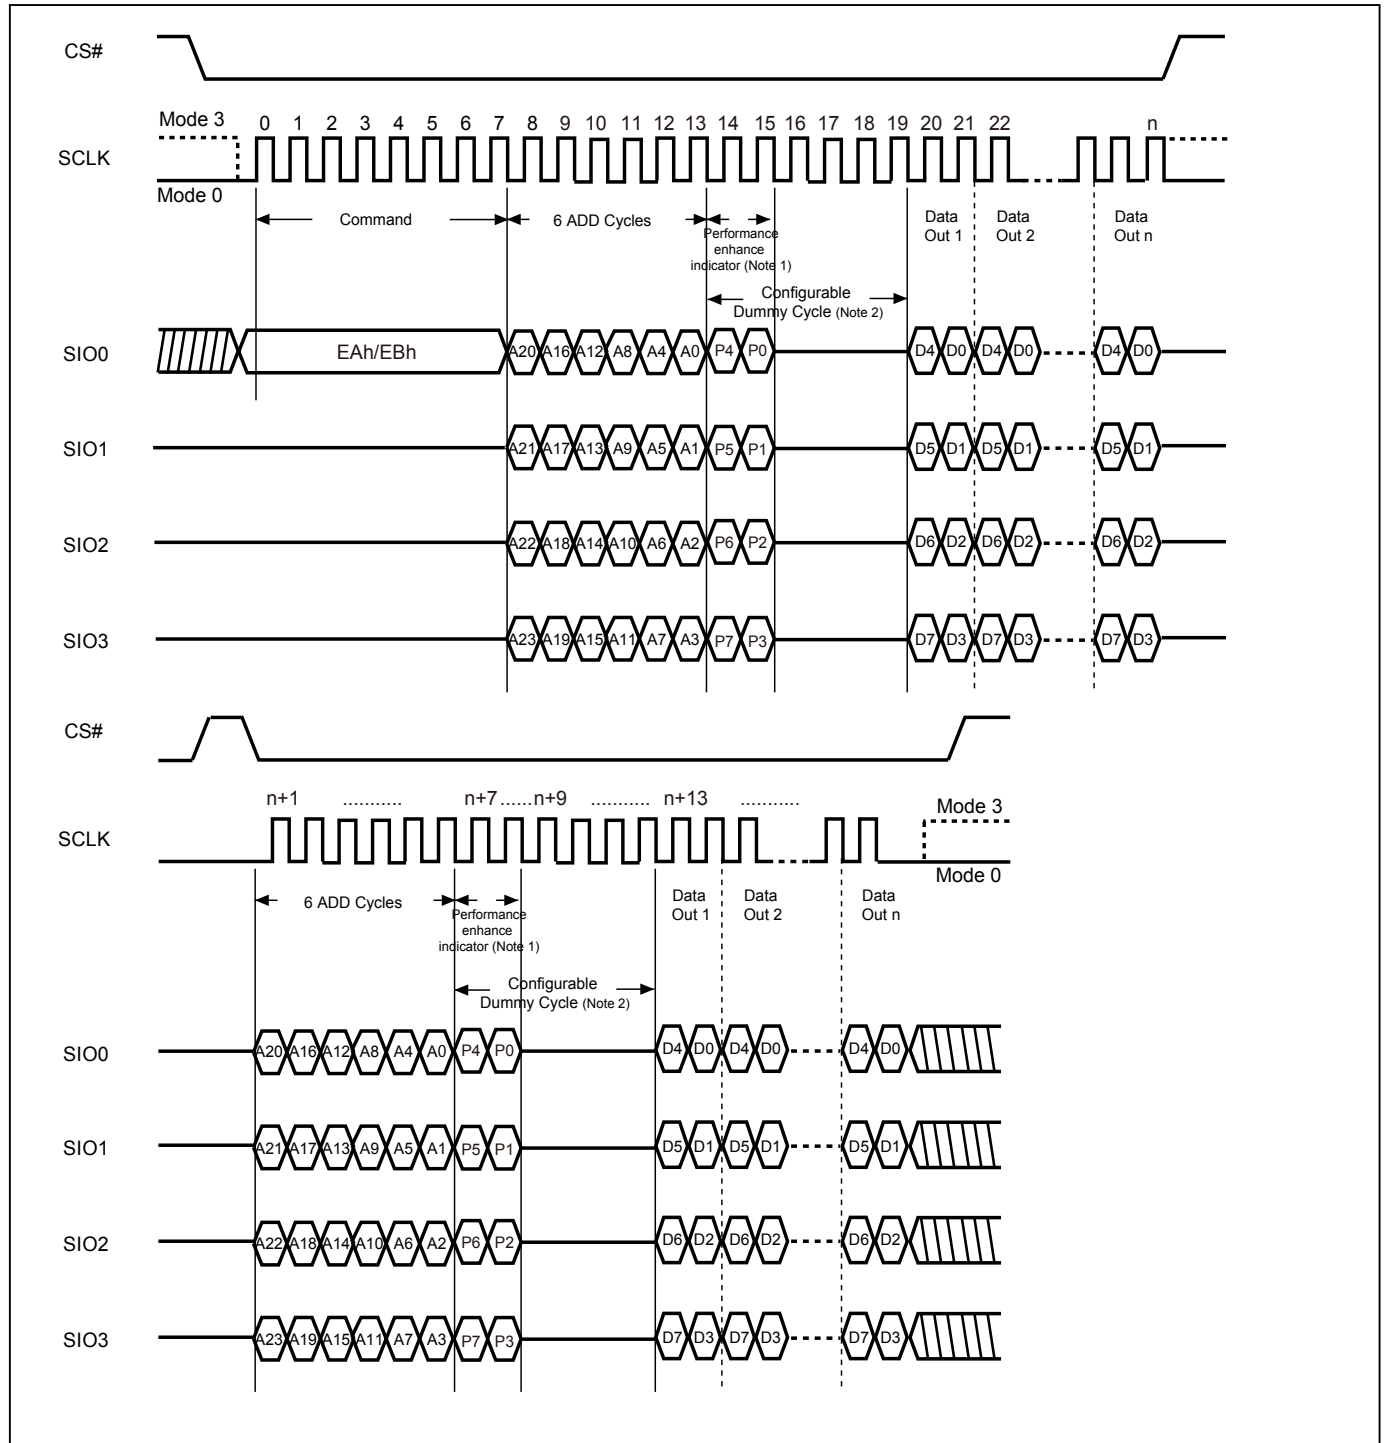 CS#
Mode 3
0 1 2 3 4 5 6 7 8 9 10 11 12 13 14 15 16 17 18 19 20 21 22 n
SCLK
Mode 0
Command
6 ADD Cycles
Performance
enhance
indicator (Note 1)
Data
Out 1
Data
Out 2
Data
Out n
Configurable
Dummy Cycle (Note 2)
SIO0 EAh/EBh A20 A16 A12 A8 A4 A0 P4 P0 D4 D0 D4 D0 D4 D0
SIO1 A21 A17 A13 A9 A5 A1 P5 P1 D5 D1 D5 D1 D5 D1
SIO2 A22 A18 A14 A10 A6 A2 P6 P2 D6 D2 D6 D2 D6 D2
SIO3 A23 A19 A15 A11 A7 A3 P7 P3 D7 D3 D7 D3 D7 D3
CS#
n+1 ........... n+7 ......n+9 ........... n+13 ...........
Mode 3
SCLK
Mode 0
6 ADD Cycles
Performance
enhance
indicator (Note 1)
Data
Out 1
Data
Out 2
Data
Out n
Configurable
Dummy Cycle (Note 2)
SIO0 A20 A16 A12 A8 A4 A0 P4 P0 D4 D0 D4 D0 D4 D0
SIO1 A21 A17 A13 A9 A5 A1 P5 P1 D5 D1 D5 D1 D5 D1
SIO2 A22 A18 A14 A10 A6 A2 P6 P2 D6 D2 D6 D2 D6 D2
SIO3 A23 A19 A15 A11 A7 A3 P7 P3 D7 D3 D7 D3 D7 D3